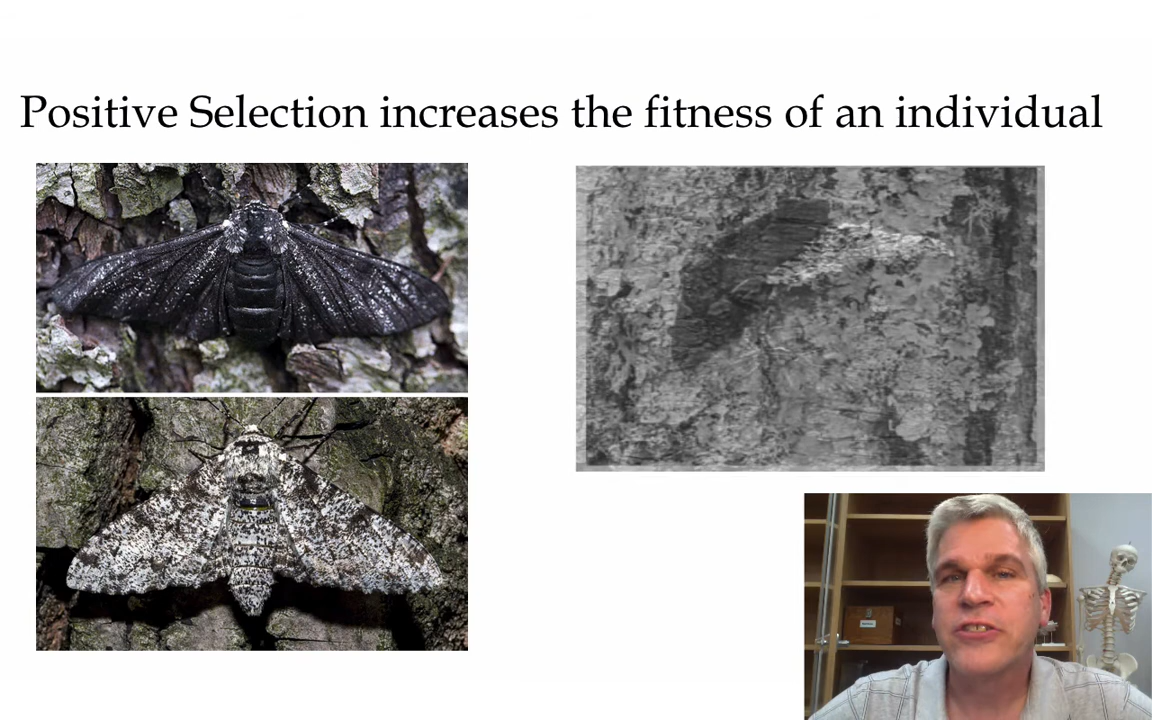 Positive Selection increases the fitness of an individual